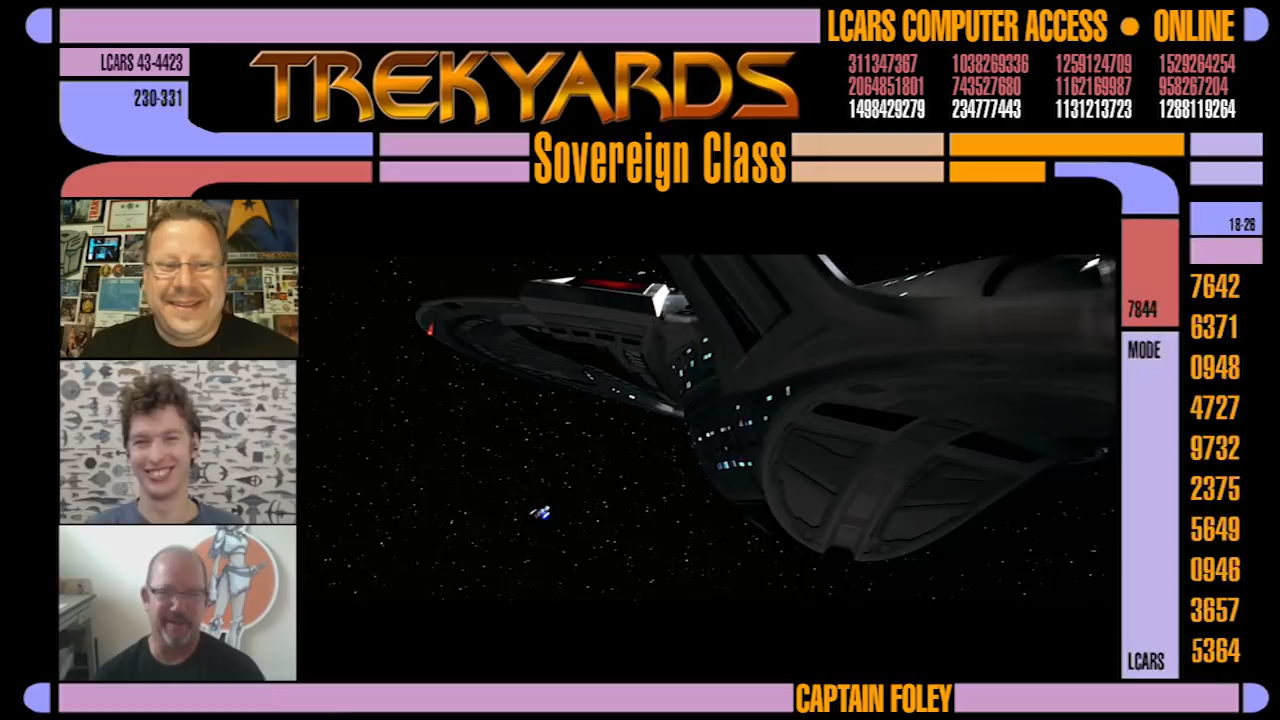 LCARS COMPUTER ACCESS • ONLINE
LCARS 43-4423
230-331
TREKYARDS
311347367 1038269336 1259124709 1529264254
2064851801 743527680 1162169987 958267204
1498429279 234777443 1131213723 1288119264
Sovereign Class
18-26
7844
MODE
LCARS
7642
6371
0948
4727
9732
2375
5649
0946
3657
5364
CAPTAIN FOLEY